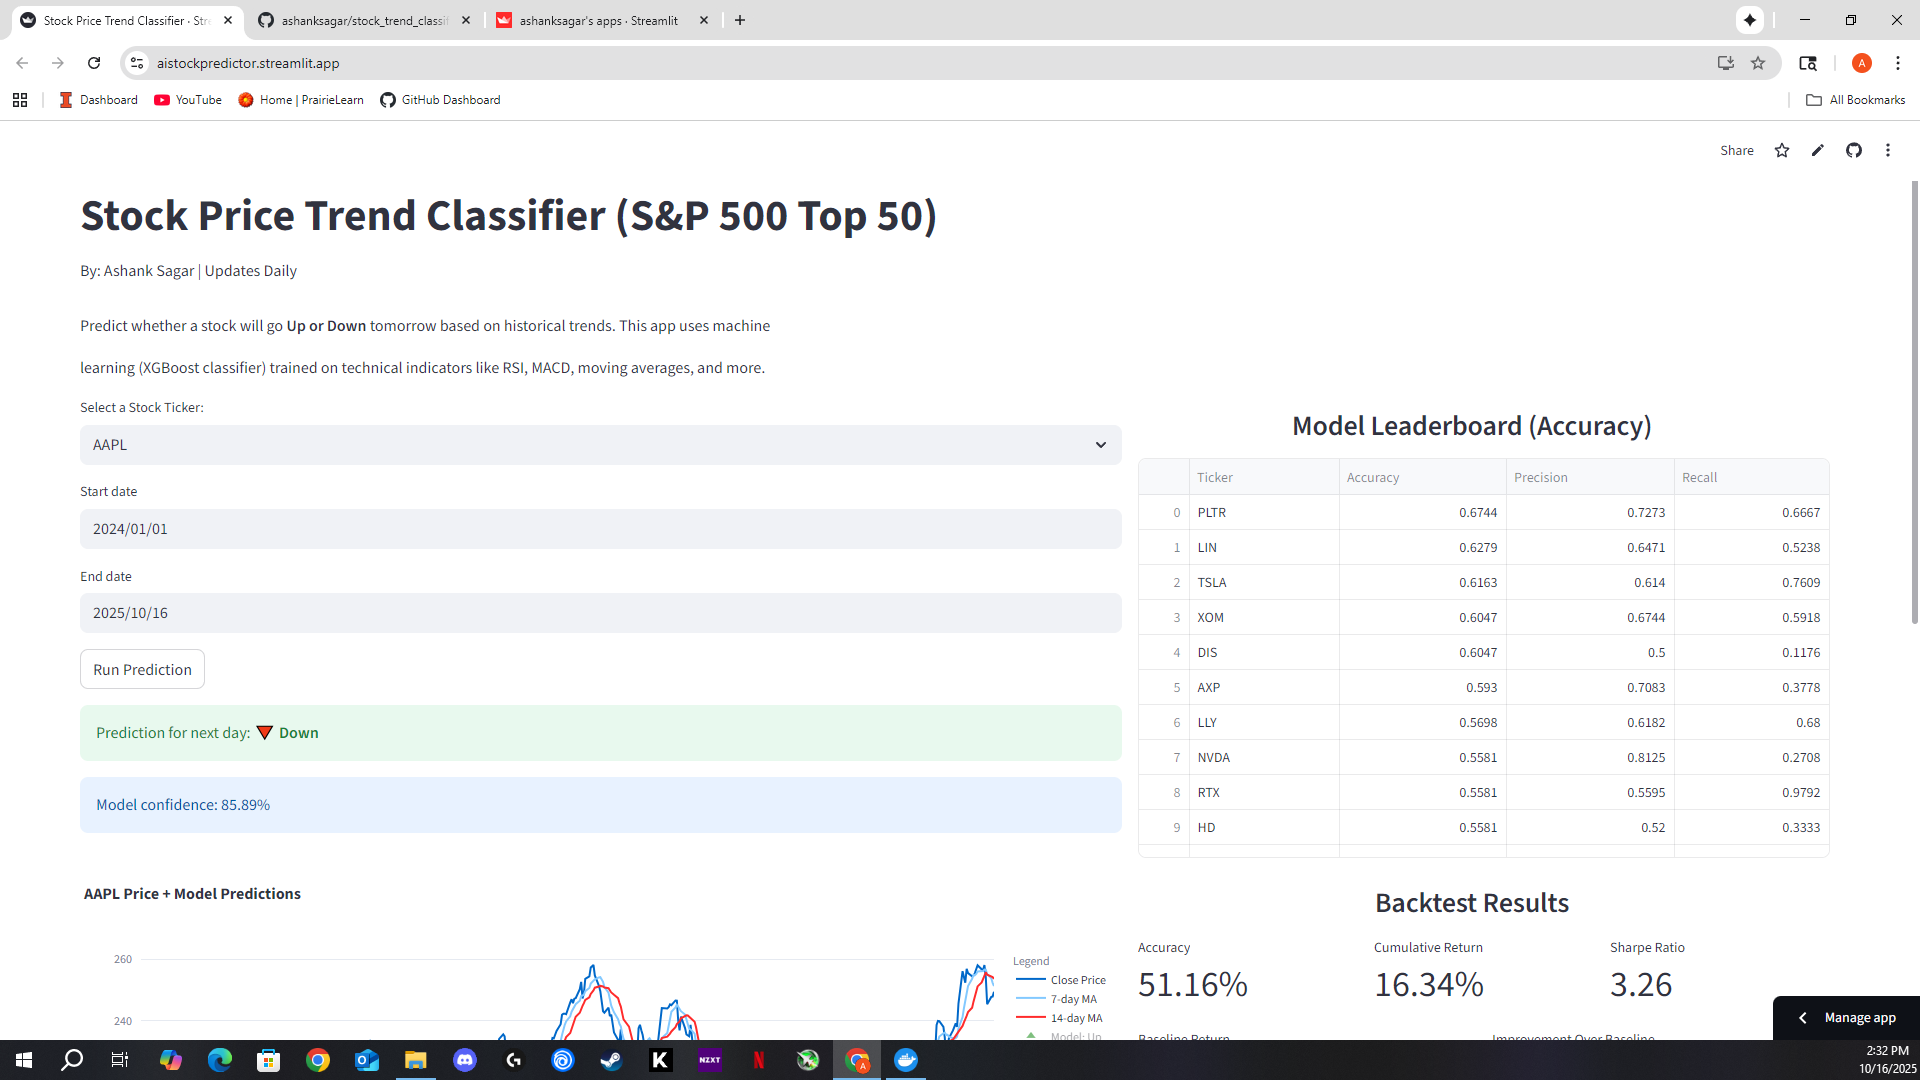 Stock Price Trend Classifier · Str
ashanksagar/stock_trend_classif
ashanksagar's apps · Streamlit
aistockpredictor.streamlit.app
A
Dashboard
YouTube
Home | PrairieLearn
GitHub Dashboard
All Bookmarks
Share
Stock Price Trend Classifier (S&P 500 Top 50)
By: Ashank Sagar | Updates Daily
Predict whether a stock will go Up or Down tomorrow based on historical trends. This app uses machine
learning (XGBoost classifier) trained on technical indicators like RSI, MACD, moving averages, and more.
Select a Stock Ticker:
AAPL
Start date
2024/01/01
End date
2025/10/16
Run Prediction
Prediction for next day: Down
Model confidence: 85.89%
Model Leaderboard (Accuracy)
Ticker Accuracy Precision Recall
0 PLTR 0.6744 0.7273 0.6667
1 LIN 0.6279 0.6471 0.5238
2 TSLA 0.6163 0.614 0.7609
3 XOM 0.6047 0.6744 0.5918
4 DIS 0.6047 0.5 0.1176
5 AXP 0.593 0.7083 0.3778
6 LLY 0.5698 0.6182 0.68
7 NVDA 0.5581 0.8125 0.2708
8 RTX 0.5581 0.5595 0.9792
9 HD 0.5581 0.52 0.3333
AAPL Price + Model Predictions
260
240
Legend
Close Price
7-day MA
14-day MA
Model: Up
Backtest Results
Accuracy Cumulative Return Sharpe Ratio
51.16% 16.34% 3.26
Baseline Return Improvement Over Baseline
Manage app
K
NZXT
N
A
2:32 PM
10/16/2025